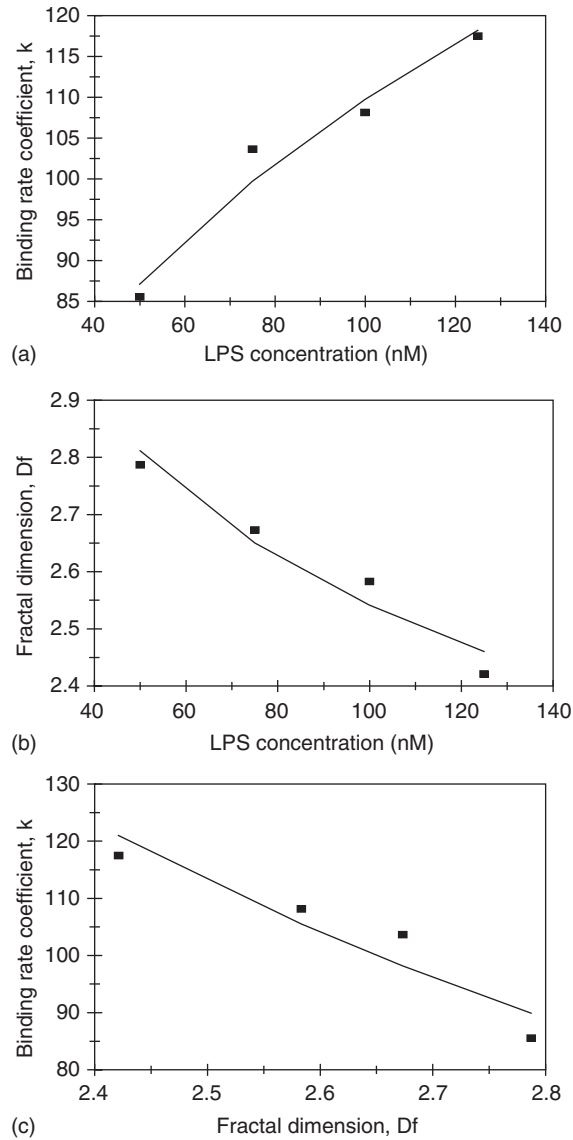 120
115
110
105
100
95
90
85
Binding rate coefficient, k
40 60 80 100 120 140
(a) LPS concentration (nM)
2.9
2.8
2.7
2.6
2.5
2.4
Fractal dimension, Df
40 60 80 100 120 140
(b) LPS concentration (nM)
130
120
110
100
90
80
Binding rate coefficient, k
2.4 2.5 2.6 2.7 2.8
(c) Fractal dimension, Df